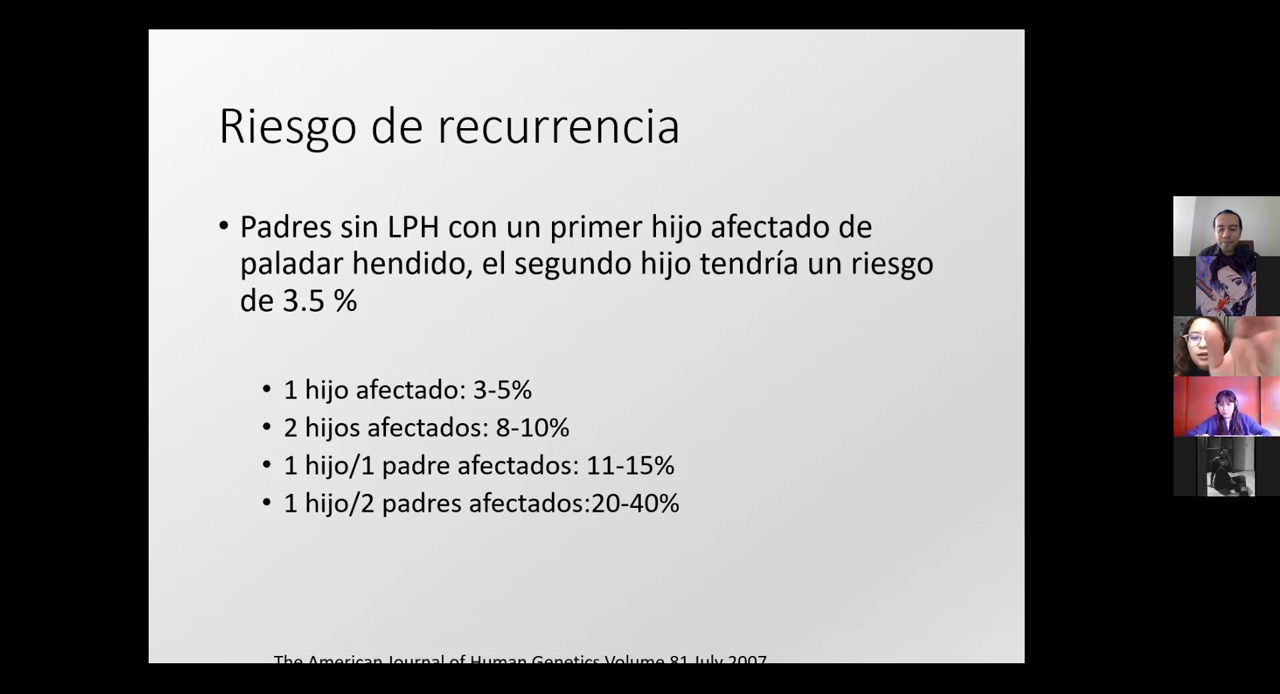 Riesgo de recurrencia
• Padres sin LPH con un primer hijo afectado de
paladar hendido, el segundo hijo tendría un riesgo
de 3.5 %
• 1 hijo afectado: 3-5%
• 2 hijos afectados: 8-10%
• 1 hijo/1 padre afectados: 11-15%
• 1 hijo/2 padres afectados:20-40%
The American Journal of Human Genetics Volume 81 July 2007